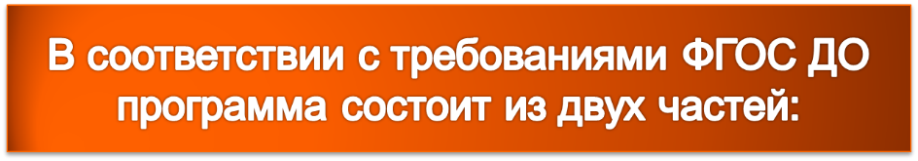 В соответствии с требованиями ФГОС ДО
программа состоит из двух частей: